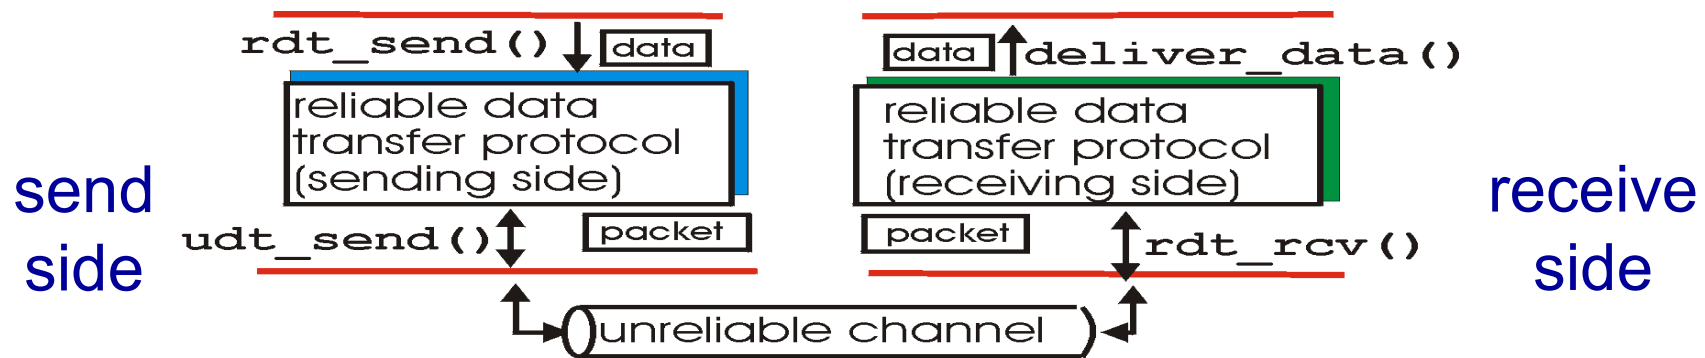 rdt_send()
data
data
deliver_data()
reliable data
transfer protocol
(sending side)
reliable data
transfer protocol
(receiving side)
send
side
receive
side
udt_send()
packet
packet
rdt_rcv()
unreliable channel